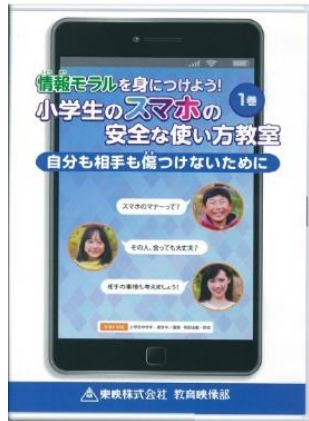 情報モラルを身につけよう!
小学生のスマホの
安全な使い方教室
1巻
自分も相手も傷つけないために
スマホのマナーって?
その人、会っても大丈夫?
相手の事情も考えましょう!
東映株式会社 教育映像部